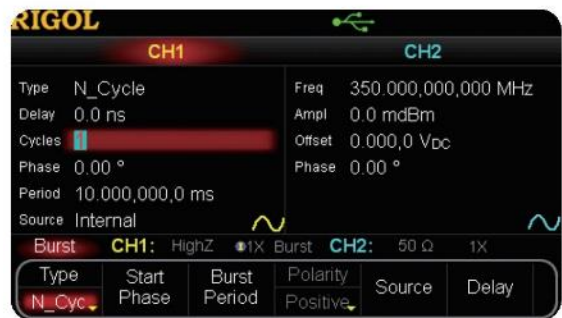 RIGOL
CH1
CH2
Type N_Cycle
Delay 0.0 ns
Cycles 1
Phase 0.00 °
Period 10.000,000,0 ms
Source Internal
Freq 350.000,000,000 MHz
Ampl 0.0 mdBm
Offset 0.000,0 VDC
Phase 0.00 °
Burst CH1: HighZ 1X Burst CH2: 50 Ω 1X
Type
N_Cyc
Start
Phase
Burst
Period
Polarity
Positive
Source
Delay